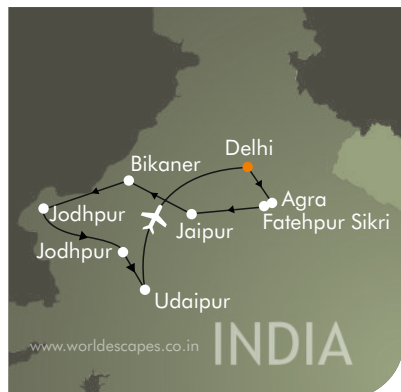 Delhi
Bikaner
Agra
Jodhpur
Fatehpur Sikri
Jaipur
Jodhpur
Udaipur
www.worldescapes.co.in
INDIA